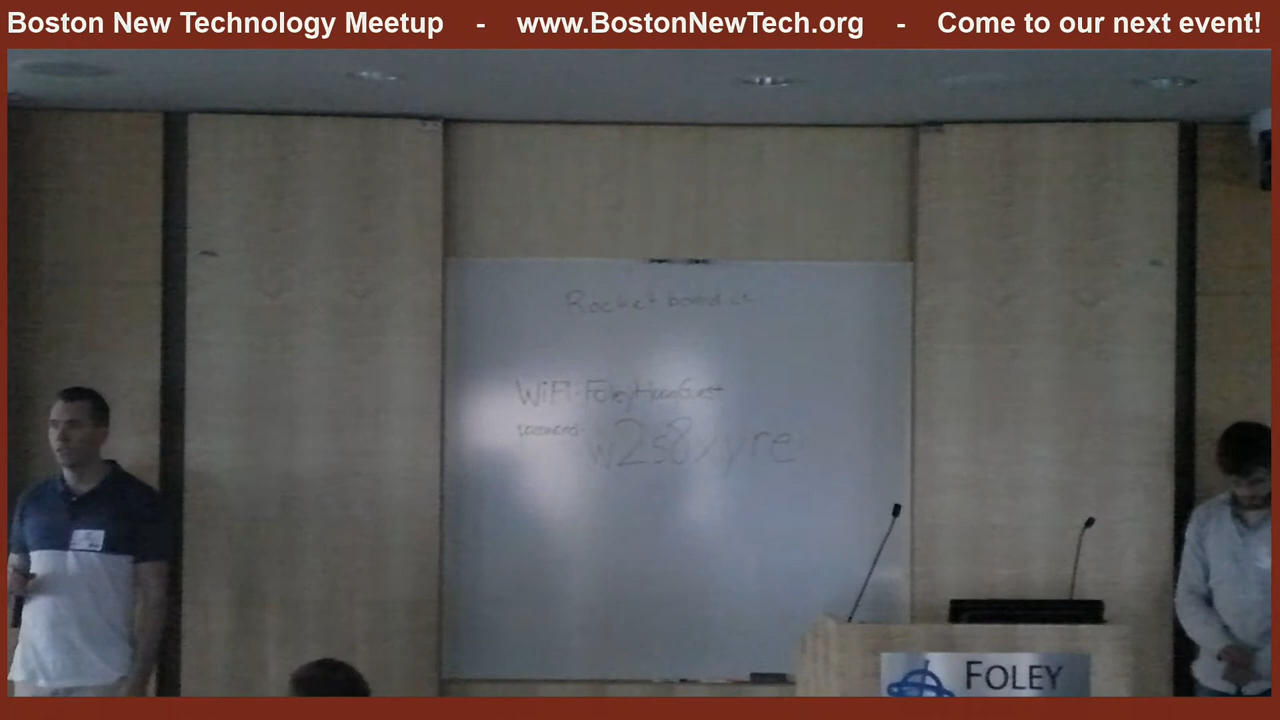 Boston New Technology Meetup - www.BostonNewTech.org - Come to our next event!
Rocket board
WiFi: FoleyHoagGuest
password:
w2s8xyre
FOLEY